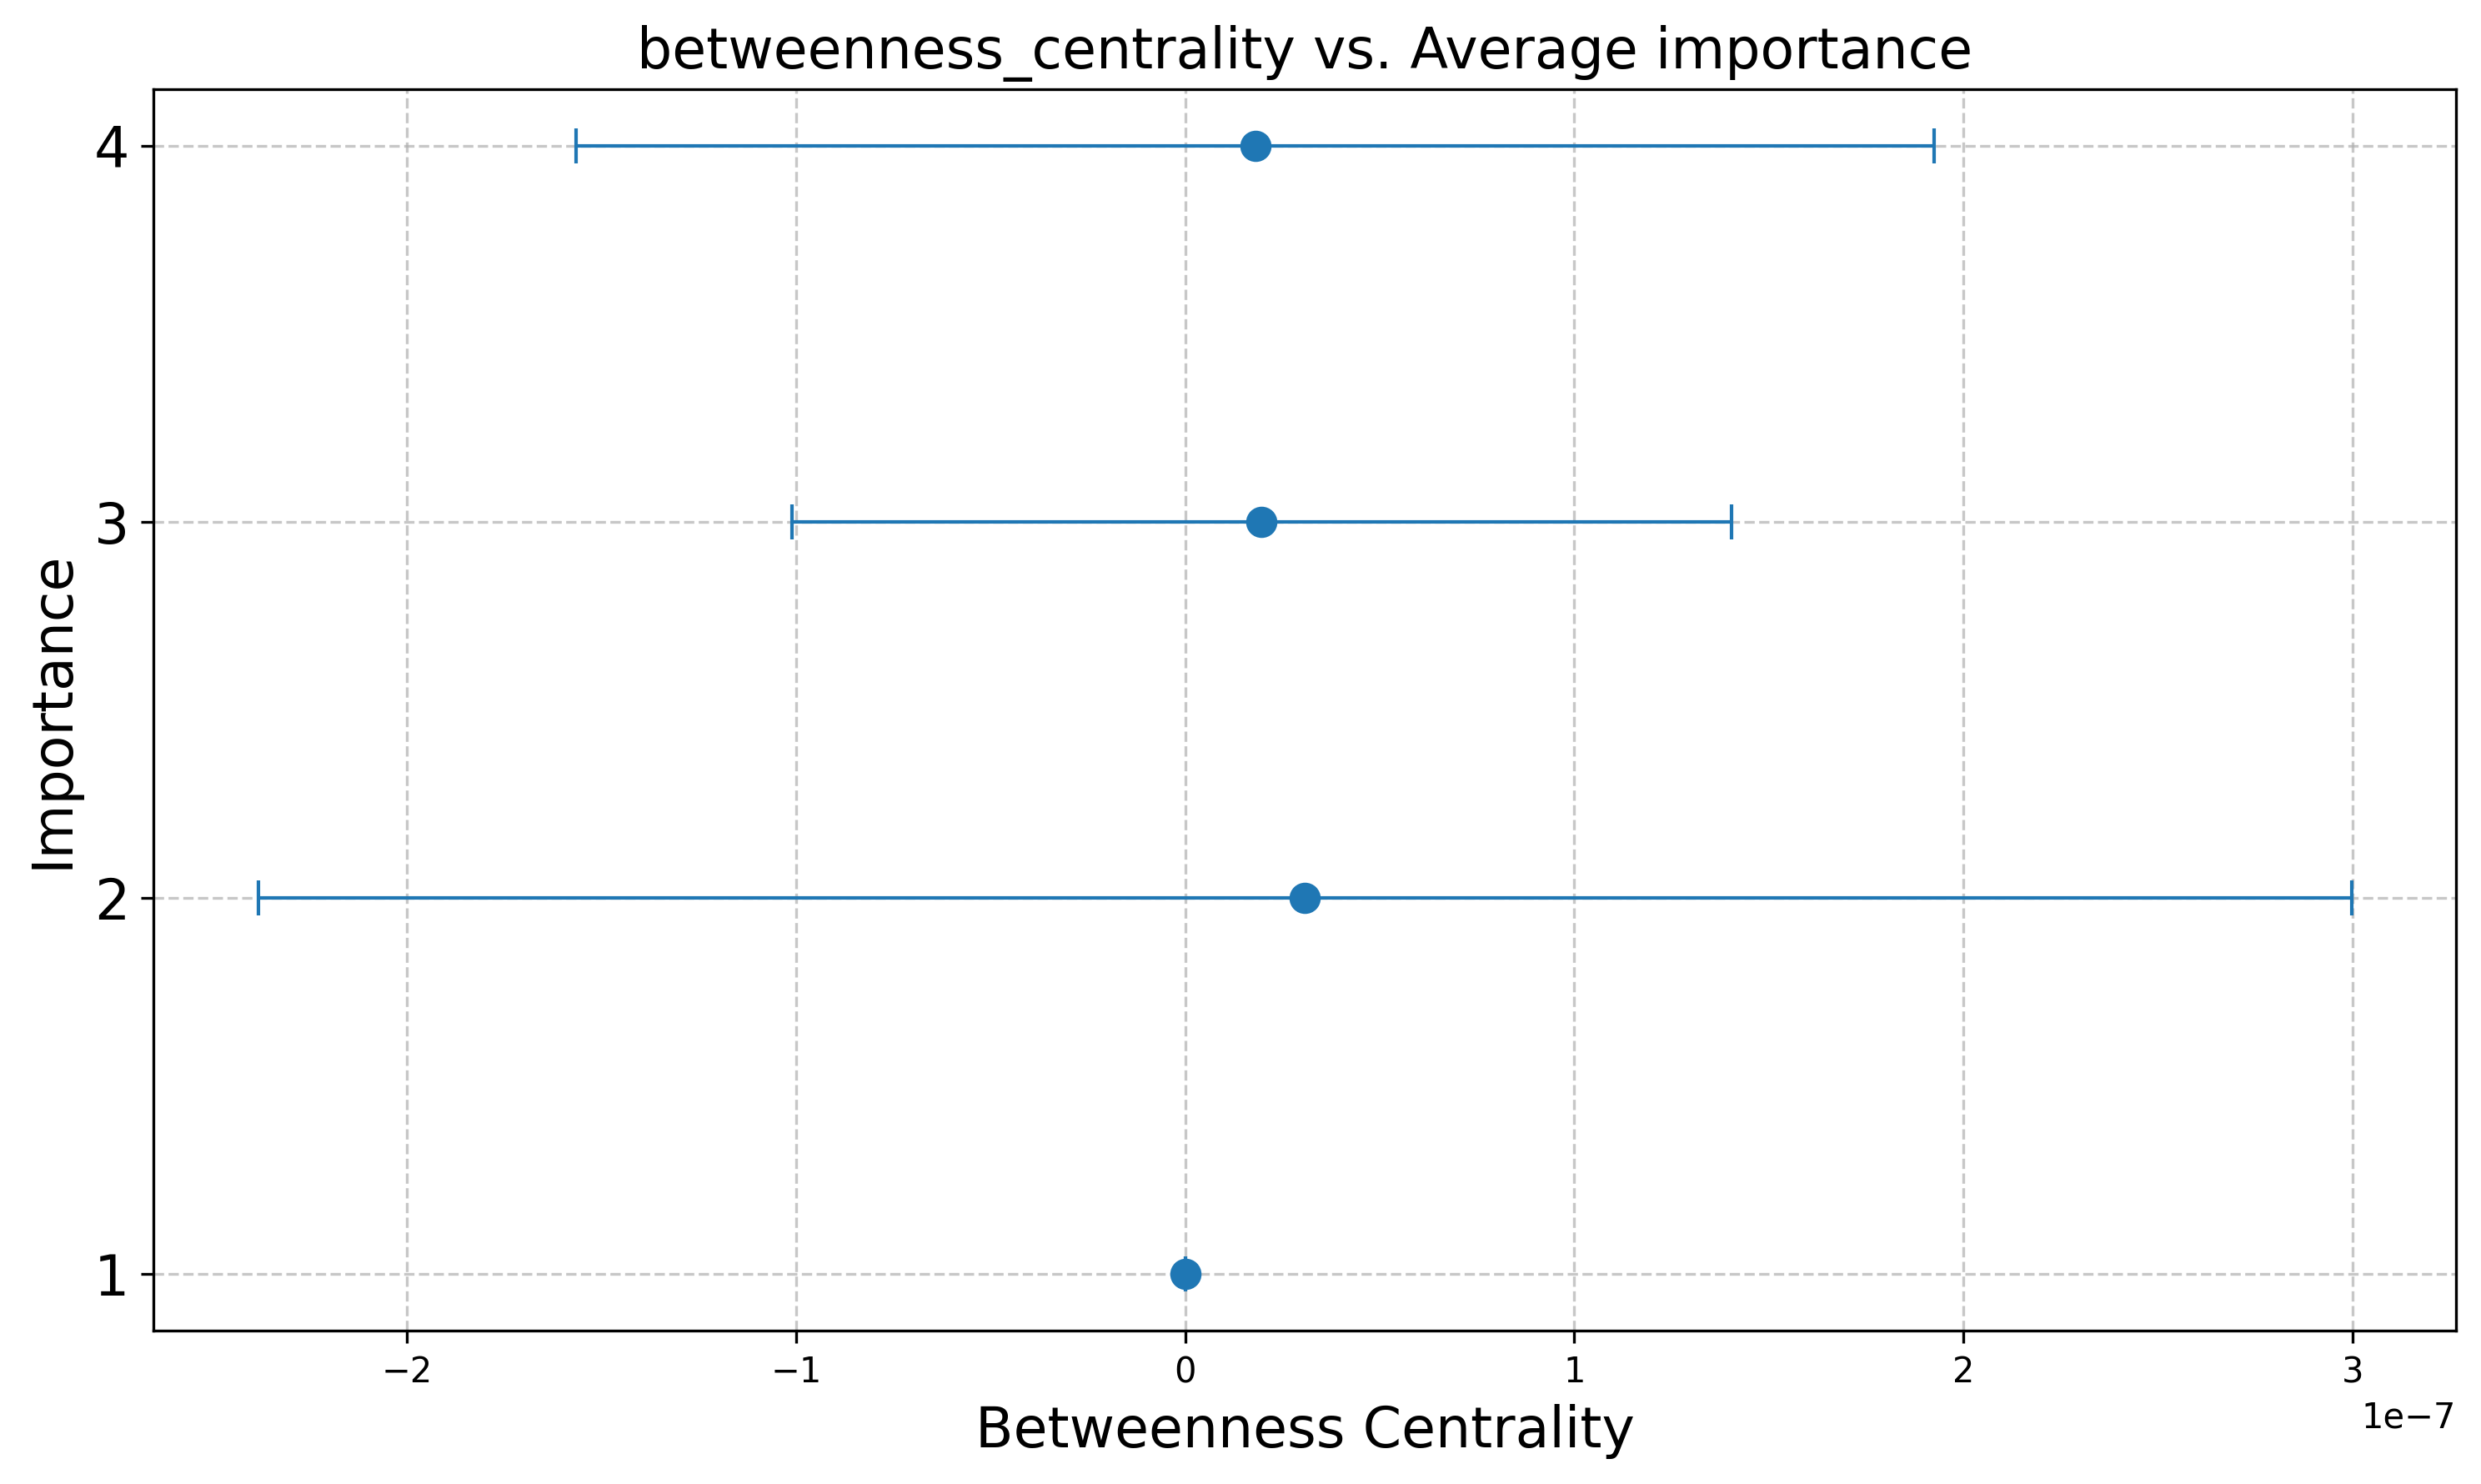 betweenness_centrality vs. Average importance
4
3
2
1
Importance
−2 −1 0 1 2 3
1e−7
Betweenness Centrality